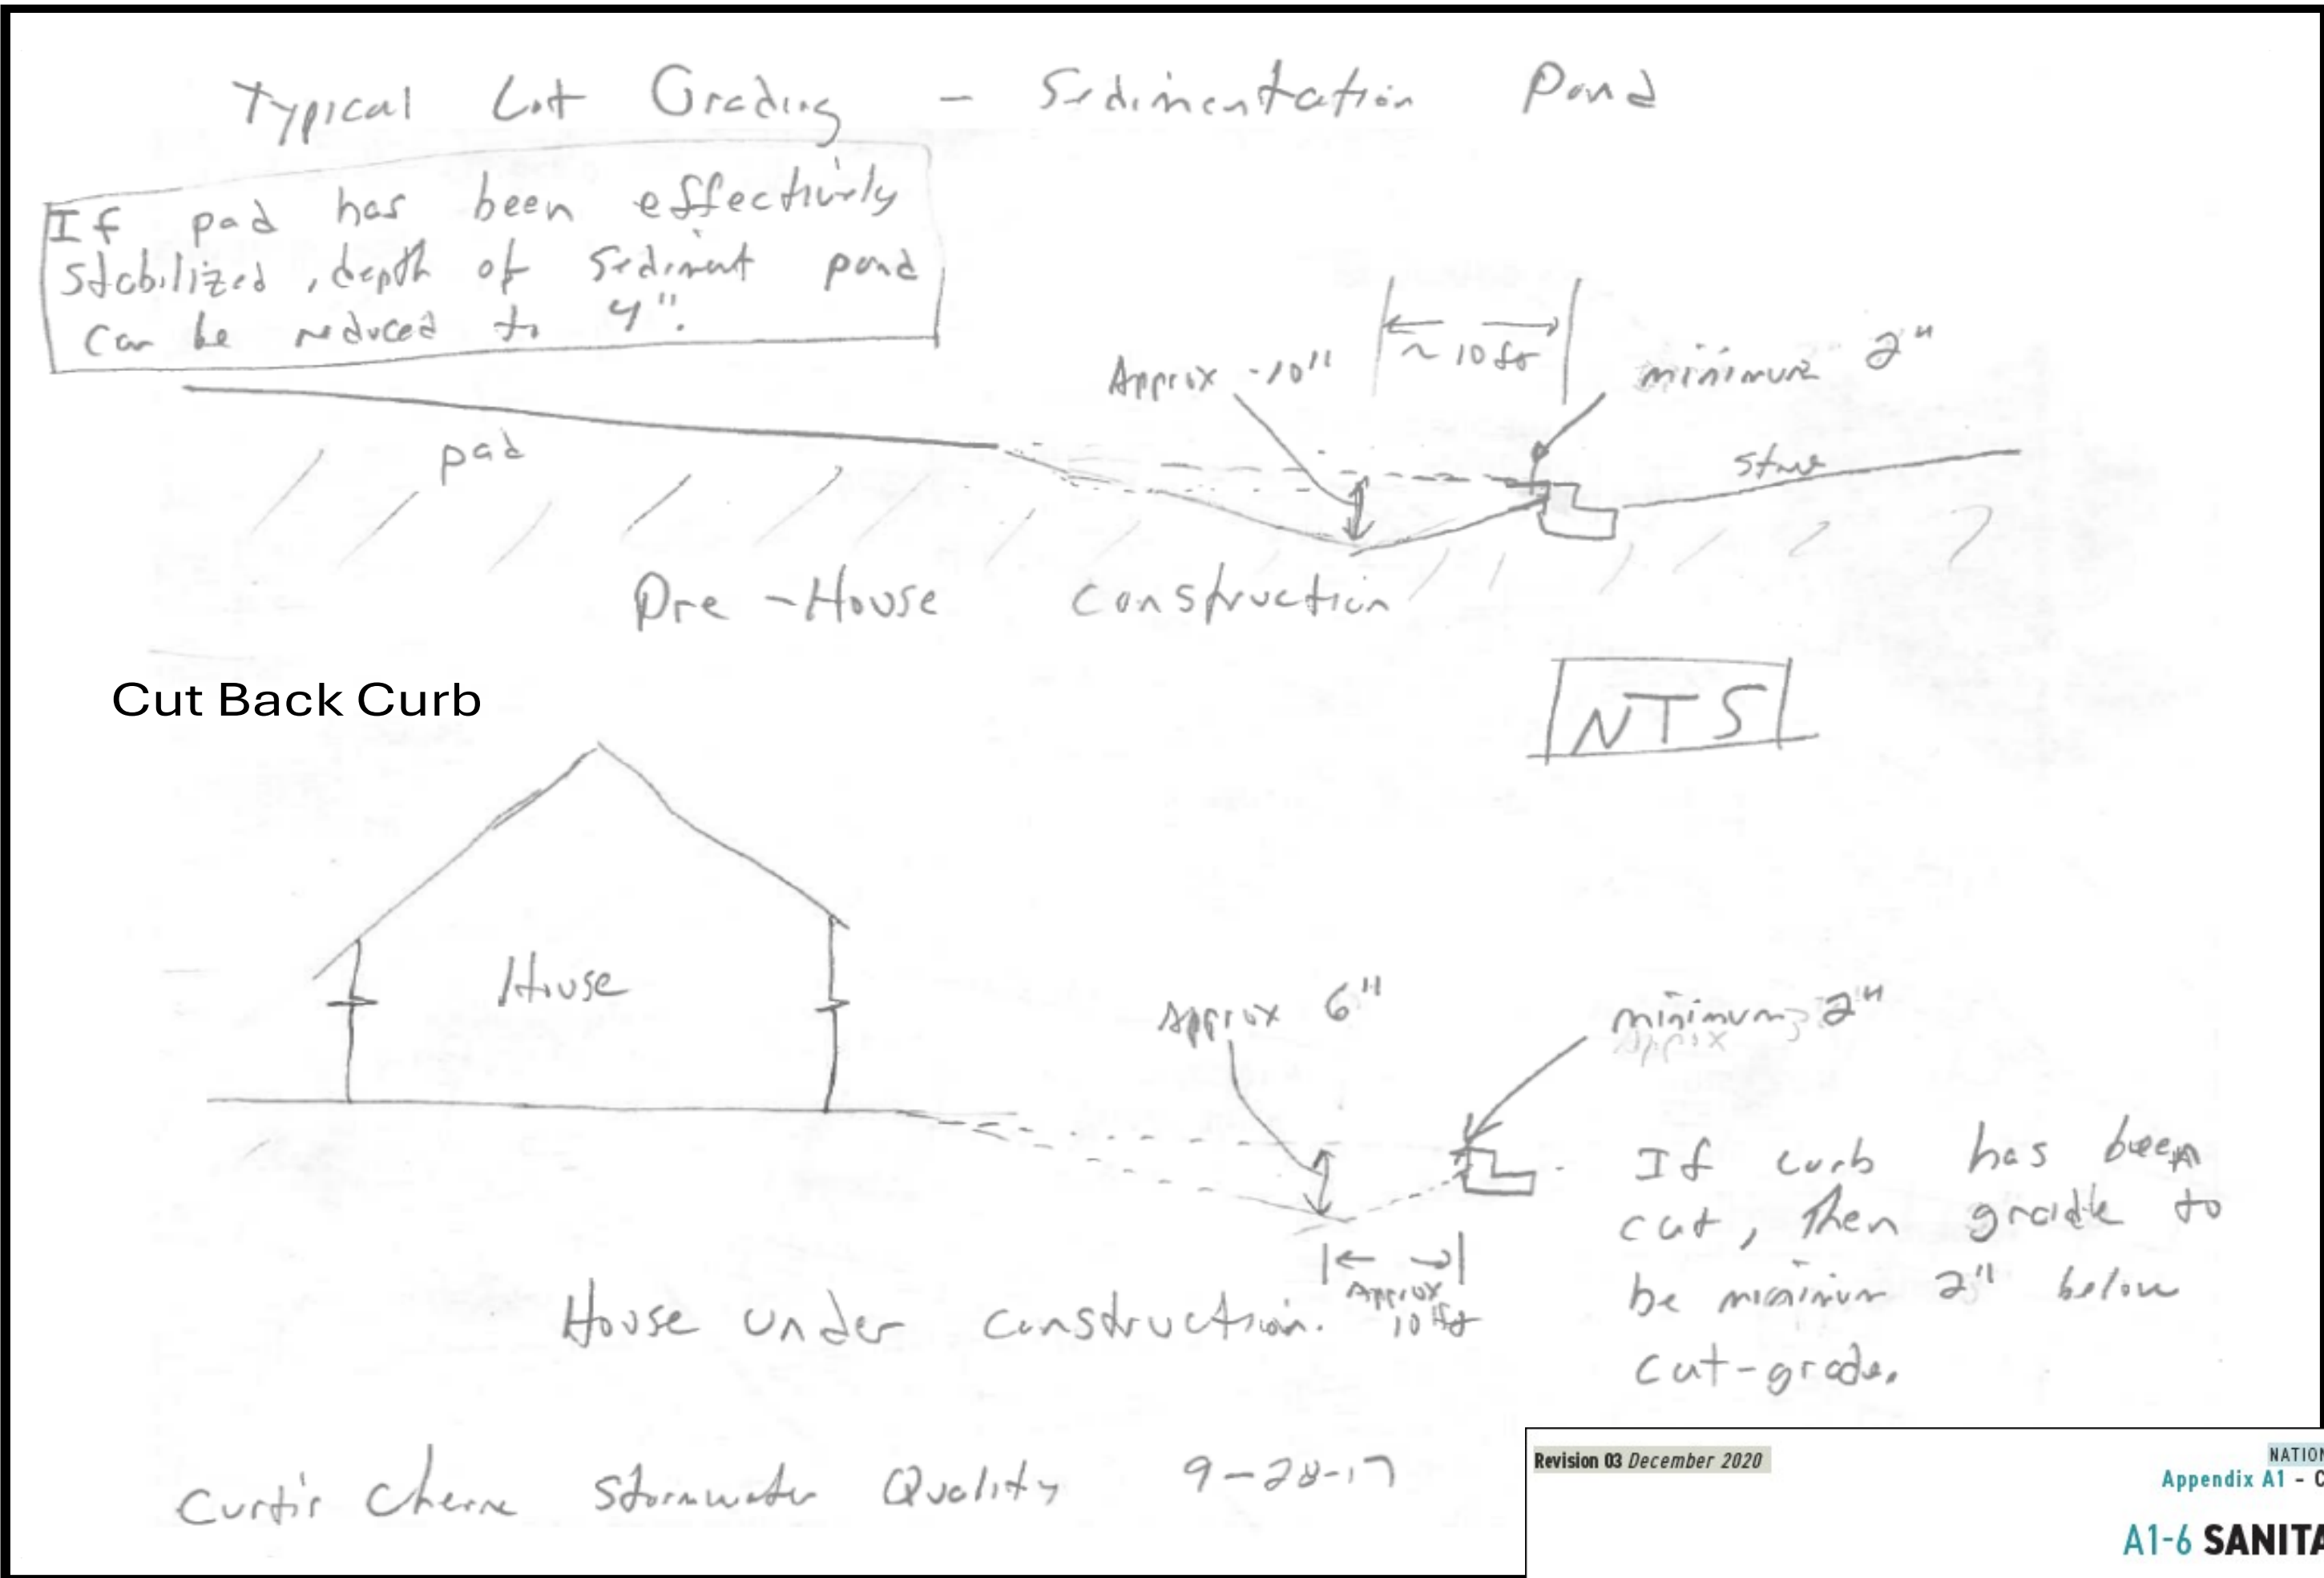 Typical Lot Grading - Sedimentation Pond
If pad has been effectively
stabilized, depth of sediment pond
can be reduced to 4".
~ 10 ft
Approx -10"
minimum 2"
pad
street
Pre-House Construction
Cut Back Curb
NTS
House
Approx 6"
minimum 2"
Approx
If curb has been
cut, then grade to
be minimum 2" below
cut-grade.
Approx
10 ft
House under construction.
Curtis Cherne Stormwater Quality 9-28-17
Revision 03 December 2020
NATION
Appendix A1 - C
A1-6 SANITA